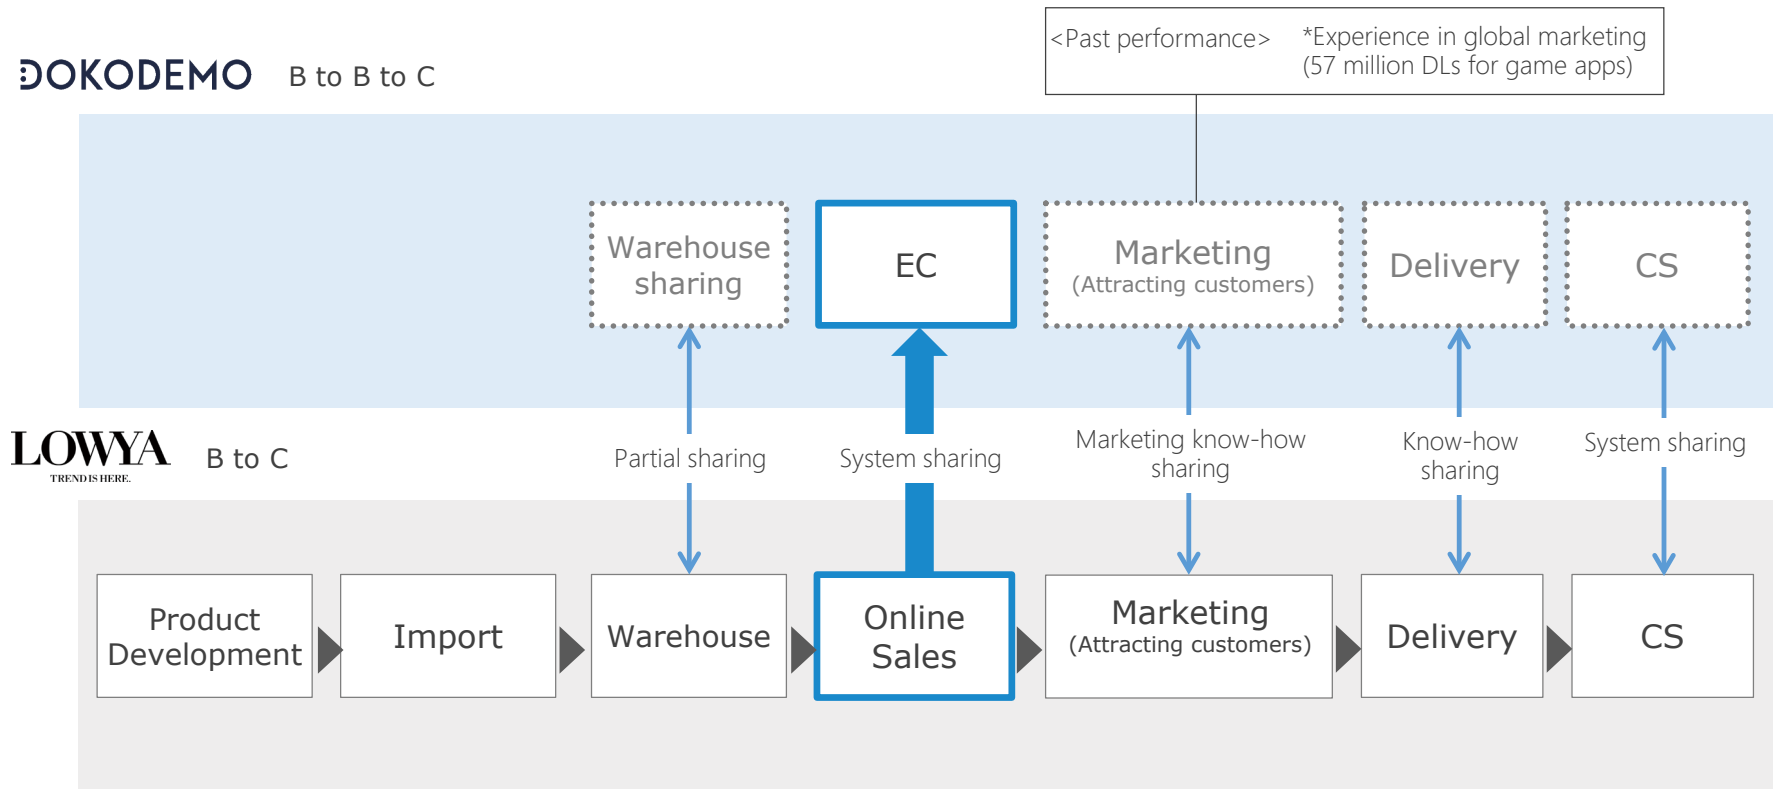 <Past performance> *Experience in global marketing
(57 million DLs for game apps)
DOKODEMO B to B to C
Warehouse
sharing
EC
Marketing
(Attracting customers)
Delivery
CS
LOWYA
TREND IS HERE.
B to C
Partial sharing
System sharing
Marketing know-how
sharing
Know-how
sharing
System sharing
Product
Development
Import
Warehouse
Online
Sales
Marketing
(Attracting customers)
Delivery
CS